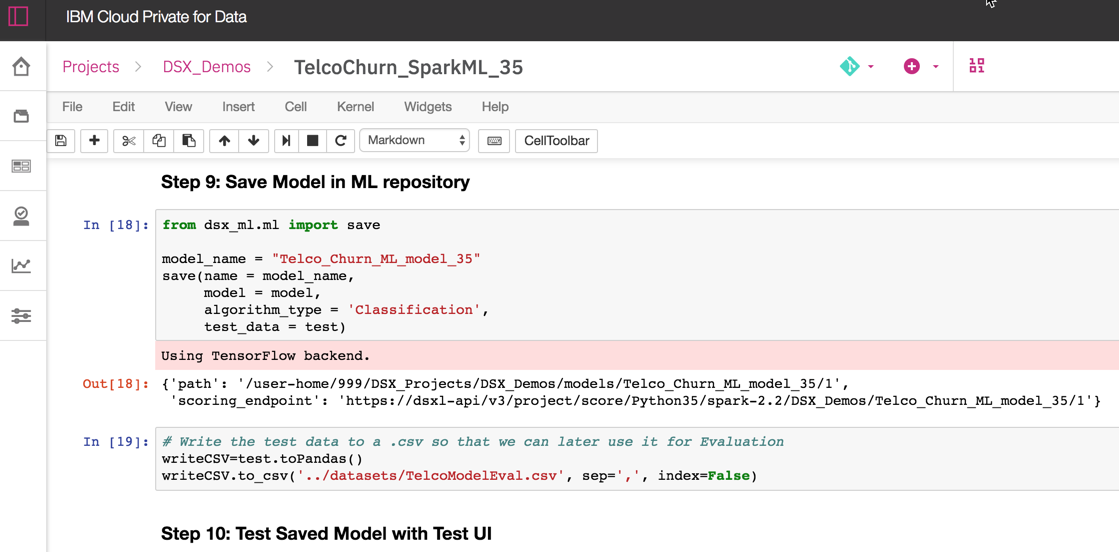 IBM Cloud Private for Data
Projects > DSX_Demos > TelcoChurn_SparkML_35
File Edit View Insert Cell Kernel Widgets Help
Markdown CellToolbar
Step 9: Save Model in ML repository
In [18]: from dsx_ml.ml import save
model_name = "Telco_Churn_ML_model_35"
save(name = model_name,
model = model,
algorithm_type = 'Classification',
test_data = test)
Using TensorFlow backend.
Out[18]: {'path': '/user-home/999/DSX_Projects/DSX_Demos/models/Telco_Churn_ML_model_35/1',
'scoring_endpoint': 'https://dsxl-api/v3/project/score/Python35/spark-2.2/DSX_Demos/Telco_Churn_ML_model_35/1'}
In [19]: # Write the test data to a .csv so that we can later use it for Evaluation
writeCSV=test.toPandas()
writeCSV.to_csv('../datasets/TelcoModelEval.csv', sep=',', index=False)
Step 10: Test Saved Model with Test UI